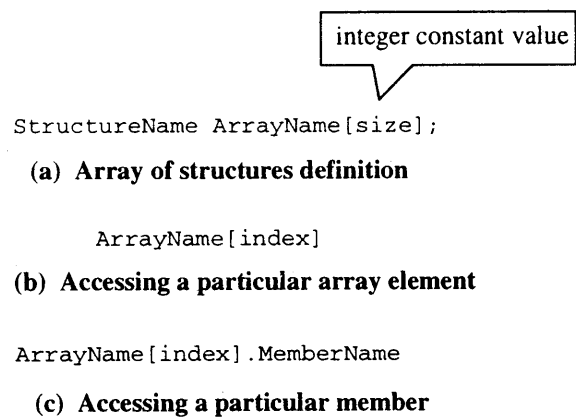 integer constant value
StructureName ArrayName[size];
(a) Array of structures definition
ArrayName[index]
(b) Accessing a particular array element
ArrayName[index].MemberName
(c) Accessing a particular member